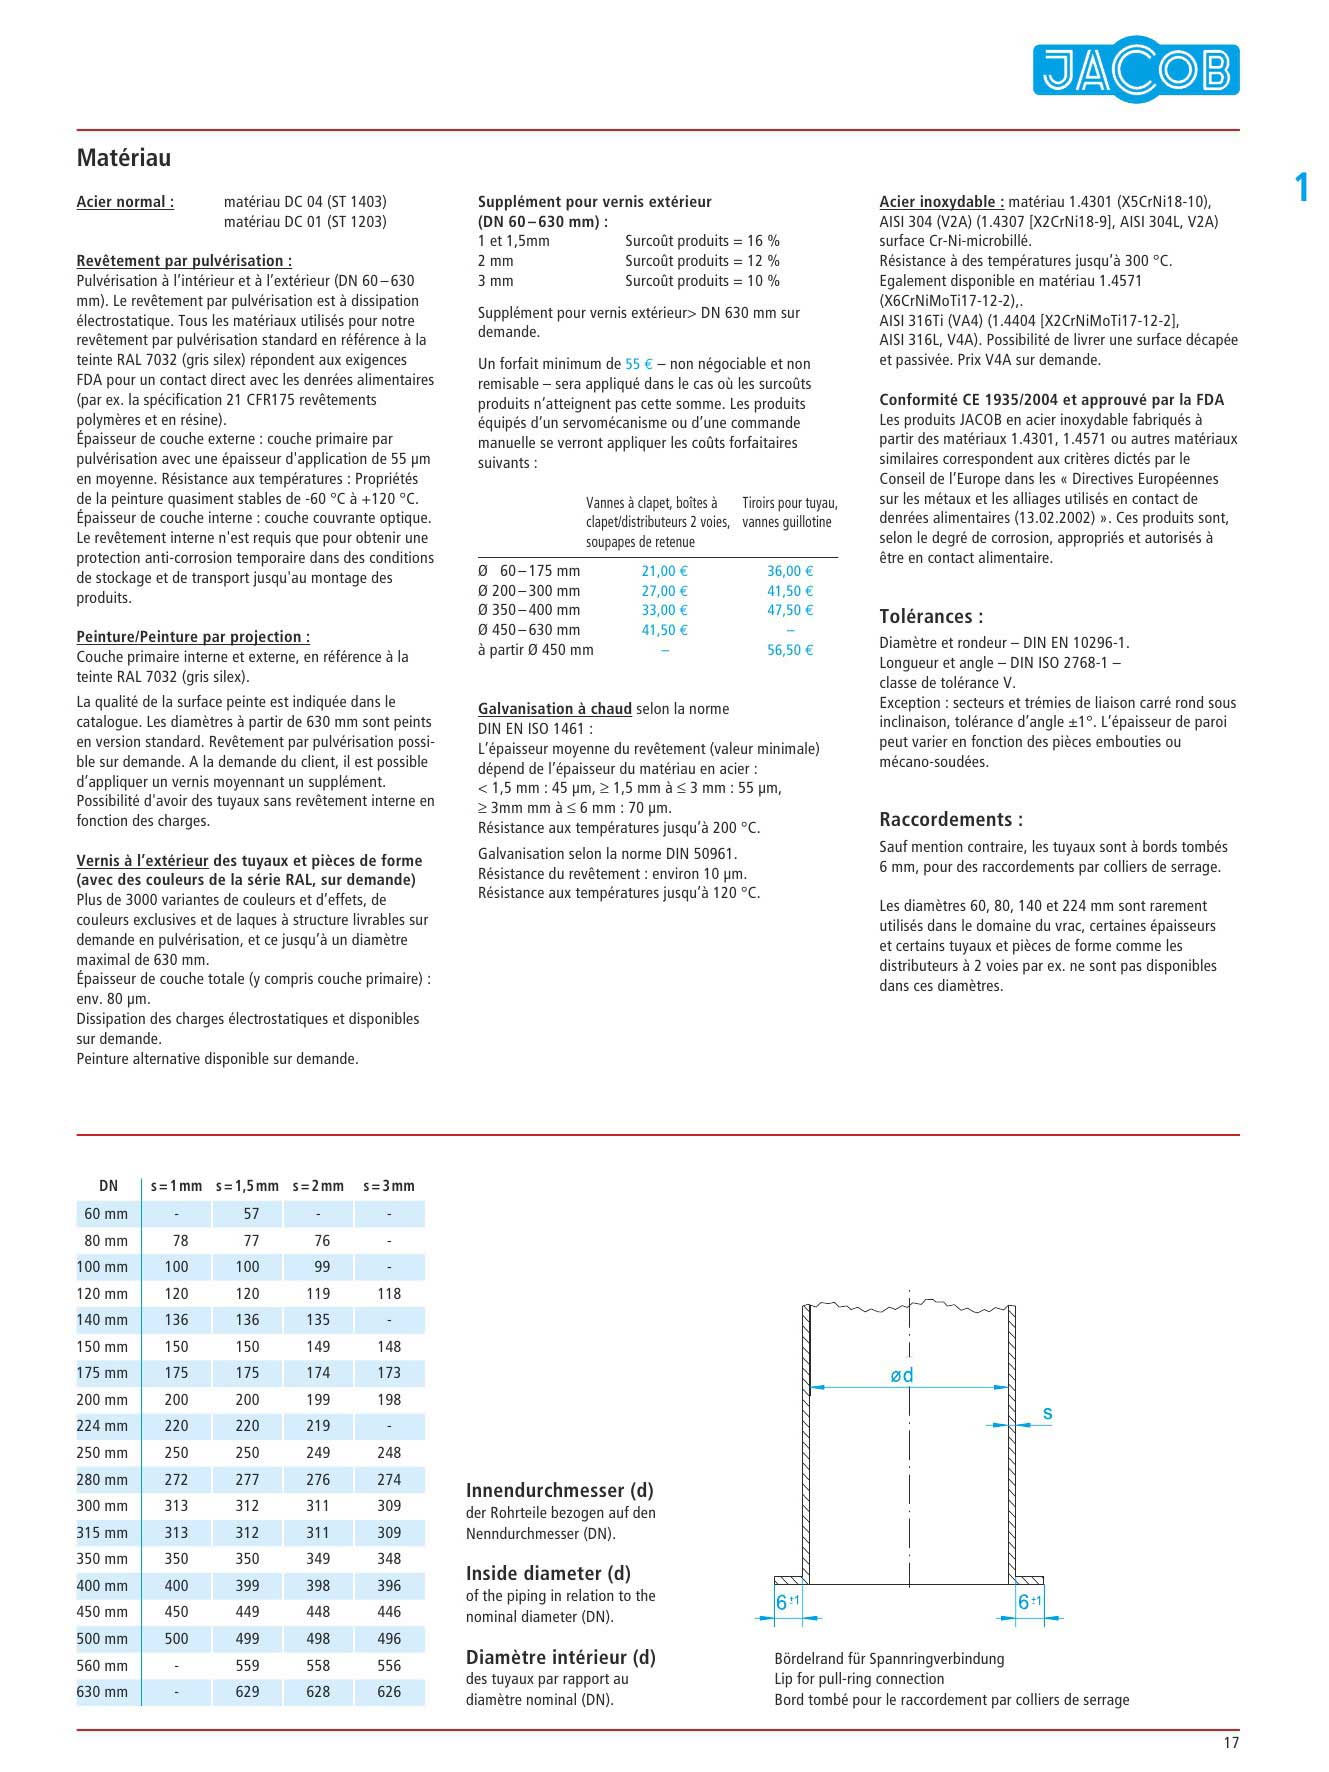 JACOB
1
Matériau
Acier normal : matériau DC 04 (ST 1403)
matériau DC 01 (ST 1203)
Revêtement par pulvérisation :
Pulvérisation à l’intérieur et à l’extérieur (DN 60 – 630
mm). Le revêtement par pulvérisation est à dissipation
électrostatique. Tous les matériaux utilisés pour notre
revêtement par pulvérisation standard en référence à la
teinte RAL 7032 (gris silex) répondent aux exigences
FDA pour un contact direct avec les denrées alimentaires
(par ex. la spécification 21 CFR175 revêtements
polymères et en résine).
Épaisseur de couche externe : couche primaire par
pulvérisation avec une épaisseur d'application de 55 µm
en moyenne. Résistance aux températures : Propriétés
de la peinture quasiment stables de -60 °C à +120 °C.
Épaisseur de couche interne : couche couvrante optique.
Le revêtement interne n'est requis que pour obtenir une
protection anti-corrosion temporaire dans des conditions
de stockage et de transport jusqu'au montage des
produits.
Peinture/Peinture par projection :
Couche primaire interne et externe, en référence à la
teinte RAL 7032 (gris silex).
La qualité de la surface peinte est indiquée dans le
catalogue. Les diamètres à partir de 630 mm sont peints
en version standard. Revêtement par pulvérisation possi-
ble sur demande. A la demande du client, il est possible
d’appliquer un vernis moyennant un supplément.
Possibilité d'avoir des tuyaux sans revêtement interne en
fonction des charges.
Vernis à l’extérieur des tuyaux et pièces de forme
(avec des couleurs de la série RAL, sur demande)
Plus de 3000 variantes de couleurs et d’effets, de
couleurs exclusives et de laques à structure livrables sur
demande en pulvérisation, et ce jusqu’à un diamètre
maximal de 630 mm.
Épaisseur de couche totale (y compris couche primaire) :
env. 80 µm.
Dissipation des charges électrostatiques et disponibles
sur demande.
Peinture alternative disponible sur demande.
Supplément pour vernis extérieur
(DN 60 – 630 mm) :
1 et 1,5mm Surcoût produits = 16 %
2 mm Surcoût produits = 12 %
3 mm Surcoût produits = 10 %
Supplément pour vernis extérieur> DN 630 mm sur
demande.
Un forfait minimum de 55 € – non négociable et non
remisable – sera appliqué dans le cas où les surcoûts
produits n’atteignent pas cette somme. Les produits
équipés d’un servomécanisme ou d’une commande
manuelle se verront appliquer les coûts forfaitaires
suivants :
Vannes à clapet, boîtes à Tiroirs pour tuyau,
clapet/distributeurs 2 voies, vannes guillotine
soupapes de retenue
Ø 60 – 175 mm 21,00 € 36,00 €
Ø 200 – 300 mm 27,00 € 41,50 €
Ø 350 – 400 mm 33,00 € 47,50 €
Ø 450 – 630 mm 41,50 € –
à partir Ø 450 mm – 56,50 €
Galvanisation à chaud selon la norme
DIN EN ISO 1461 :
L’épaisseur moyenne du revêtement (valeur minimale)
dépend de l’épaisseur du matériau en acier :
< 1,5 mm : 45 µm, ≥ 1,5 mm à ≤ 3 mm : 55 µm,
≥ 3mm mm à ≤ 6 mm : 70 µm.
Résistance aux températures jusqu’à 200 °C.
Galvanisation selon la norme DIN 50961.
Résistance du revêtement : environ 10 µm.
Résistance aux températures jusqu’à 120 °C.
Acier inoxydable : matériau 1.4301 (X5CrNi18-10),
AISI 304 (V2A) (1.4307 [X2CrNi18-9], AISI 304L, V2A)
surface Cr-Ni-microbillé.
Résistance à des températures jusqu’à 300 °C.
Egalement disponible en matériau 1.4571
(X6CrNiMoTi17-12-2),.
AISI 316Ti (VA4) (1.4404 [X2CrNiMoTi17-12-2],
AISI 316L, V4A). Possibilité de livrer une surface décapée
et passivée. Prix V4A sur demande.
Conformité CE 1935/2004 et approuvé par la FDA
Les produits JACOB en acier inoxydable fabriqués à
partir des matériaux 1.4301, 1.4571 ou autres matériaux
similaires correspondent aux critères dictés par le
Conseil de l’Europe dans les « Directives Européennes
sur les métaux et les alliages utilisés en contact de
denrées alimentaires (13.02.2002) ». Ces produits sont,
selon le degré de corrosion, appropriés et autorisés à
être en contact alimentaire.
Tolérances :
Diamètre et rondeur – DIN EN 10296-1.
Longueur et angle – DIN ISO 2768-1 –
classe de tolérance V.
Exception : secteurs et trémies de liaison carré rond sous
inclinaison, tolérance d’angle ±1°. L’épaisseur de paroi
peut varier en fonction des pièces embouties ou
mécano-soudées.
Raccordements :
Sauf mention contraire, les tuyaux sont à bords tombés
6 mm, pour des raccordements par colliers de serrage.
Les diamètres 60, 80, 140 et 224 mm sont rarement
utilisés dans le domaine du vrac, certaines épaisseurs
et certains tuyaux et pièces de forme comme les
distributeurs à 2 voies par ex. ne sont pas disponibles
dans ces diamètres.
DN s = 1 mm s = 1,5 mm s = 2 mm s = 3 mm
60 mm - 57 - -
80 mm 78 77 76 -
100 mm 100 100 99 -
120 mm 120 120 119 118
140 mm 136 136 135 -
150 mm 150 150 149 148
175 mm 175 175 174 173
200 mm 200 200 199 198
224 mm 220 220 219 -
250 mm 250 250 249 248
280 mm 272 277 276 274
300 mm 313 312 311 309
315 mm 313 312 311 309
350 mm 350 350 349 348
400 mm 400 399 398 396
450 mm 450 449 448 446
500 mm 500 499 498 496
560 mm - 559 558 556
630 mm - 629 628 626
Innendurchmesser (d)
der Rohrteile bezogen auf den
Nenndurchmesser (DN).
Inside diameter (d)
of the piping in relation to the
nominal diameter (DN).
Diamètre intérieur (d)
des tuyaux par rapport au
diamètre nominal (DN).
ød
s
6 ±1 6 ±1
Bördelrand für Spannringverbindung
Lip for pull-ring connection
Bord tombé pour le raccordement par colliers de serrage
17